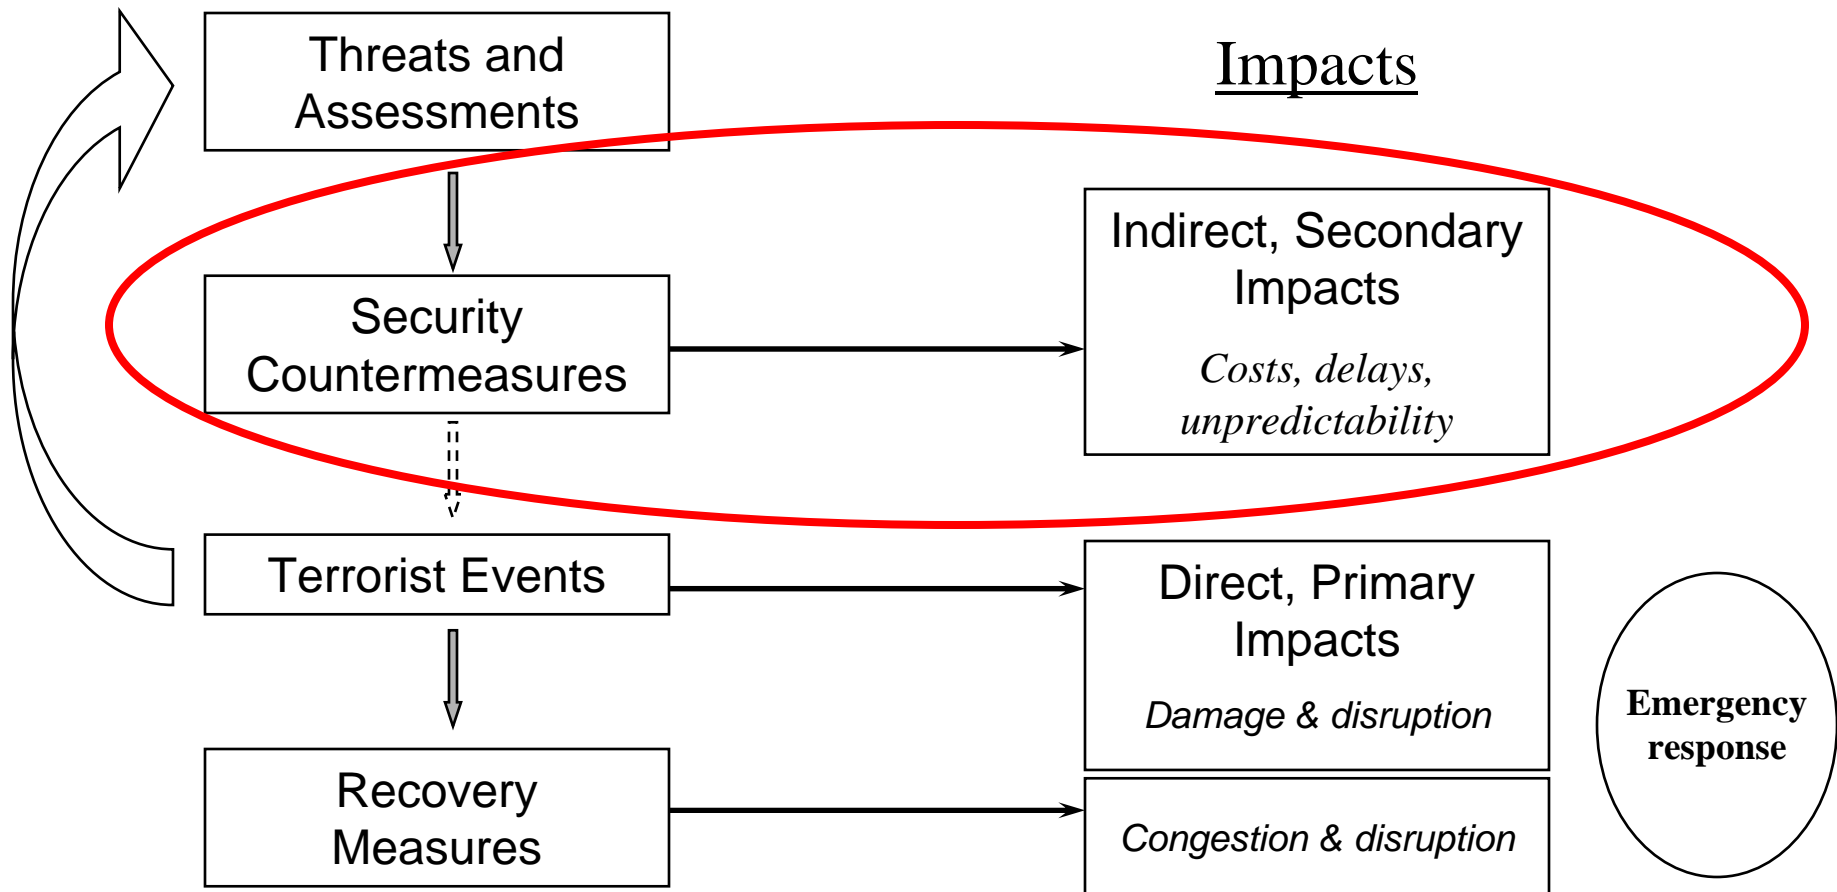 Threats and
Assessments
Impacts
Security
Countermeasures
Indirect, Secondary
Impacts
Costs, delays,
unpredictability
Terrorist Events
Direct, Primary
Impacts
Damage & disruption
Emergency
response
Recovery
Measures
Congestion & disruption